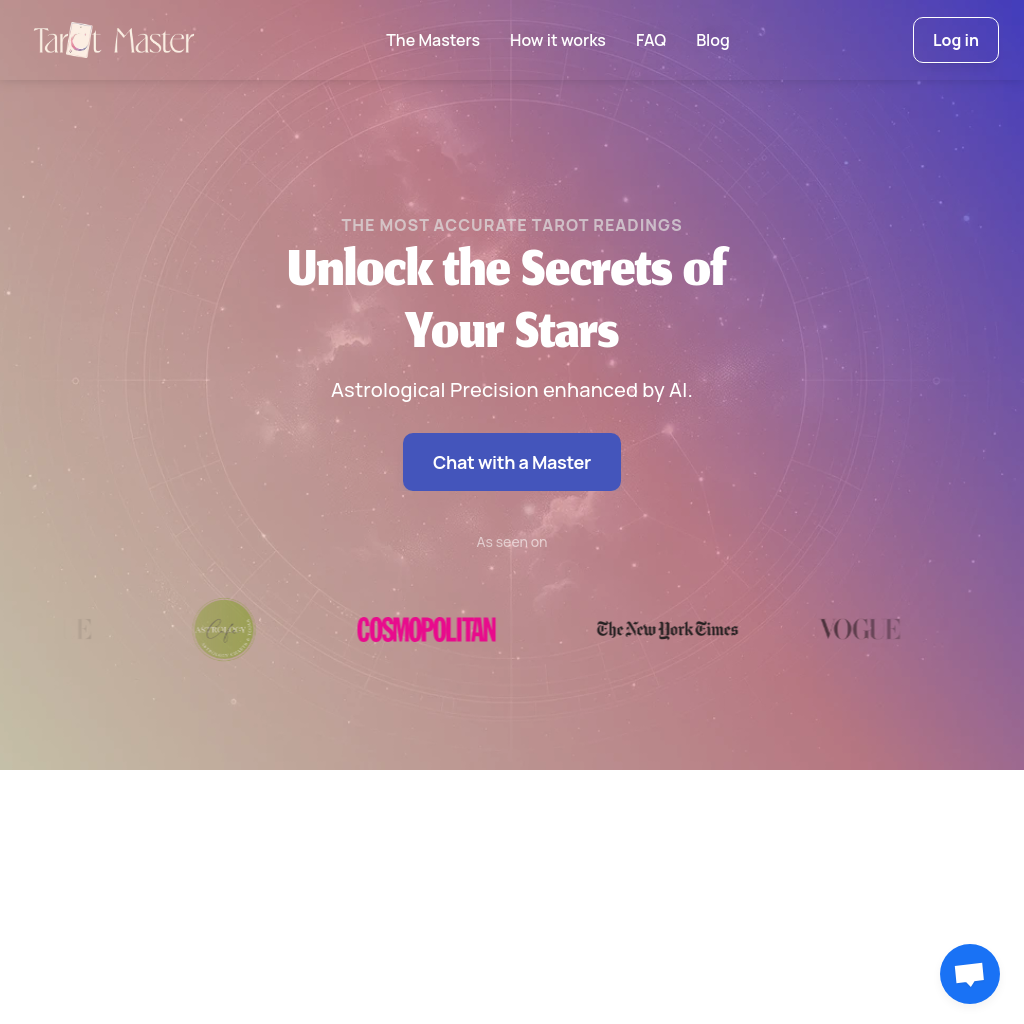 Tarot Master
The Masters
How it works
FAQ
Blog
Log in
THE MOST ACCURATE TAROT READINGS
Unlock the Secrets of
Your Stars
Astrological Precision enhanced by AI.
Chat with a Master
As seen on
E
ASTROLOGY
COSMOPOLITAN
The New York Times
VOGUE